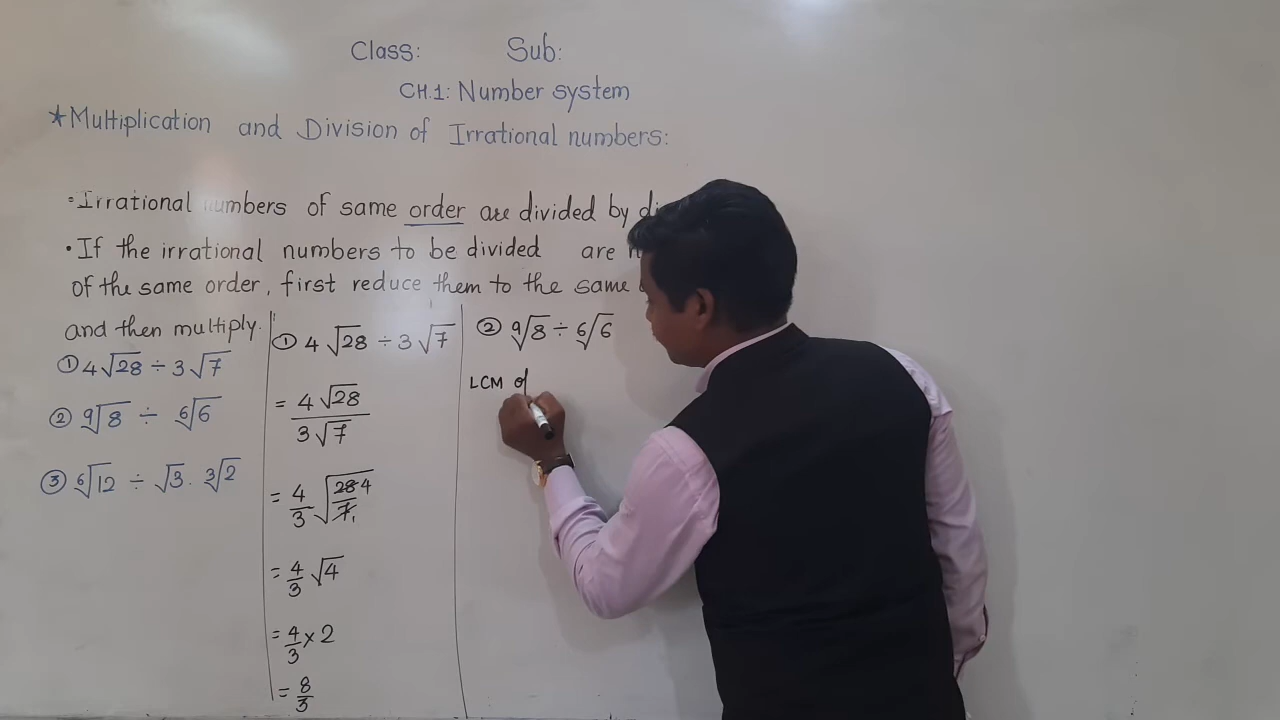 Class: Sub:
CH.1: Number system
*Multiplication and Division of Irrational numbers:
• Irrational numbers of same order are divided by
• If the irrational numbers to be divided are
of the same order, first reduce them to the same
and then multiply.
① 4√28 ÷ 3√7
② ⁹√8 ÷ ⁶√6
③ ⁶√12 ÷ √3 . ³√2
① 4√28 ÷ 3√7
= 4√28 / 3√7
= 4/3 √(28/7) 4 1
= 4/3 √4
= 4/3 × 2
= 8/3
② ⁹√8 ÷ ⁶√6
LCM of